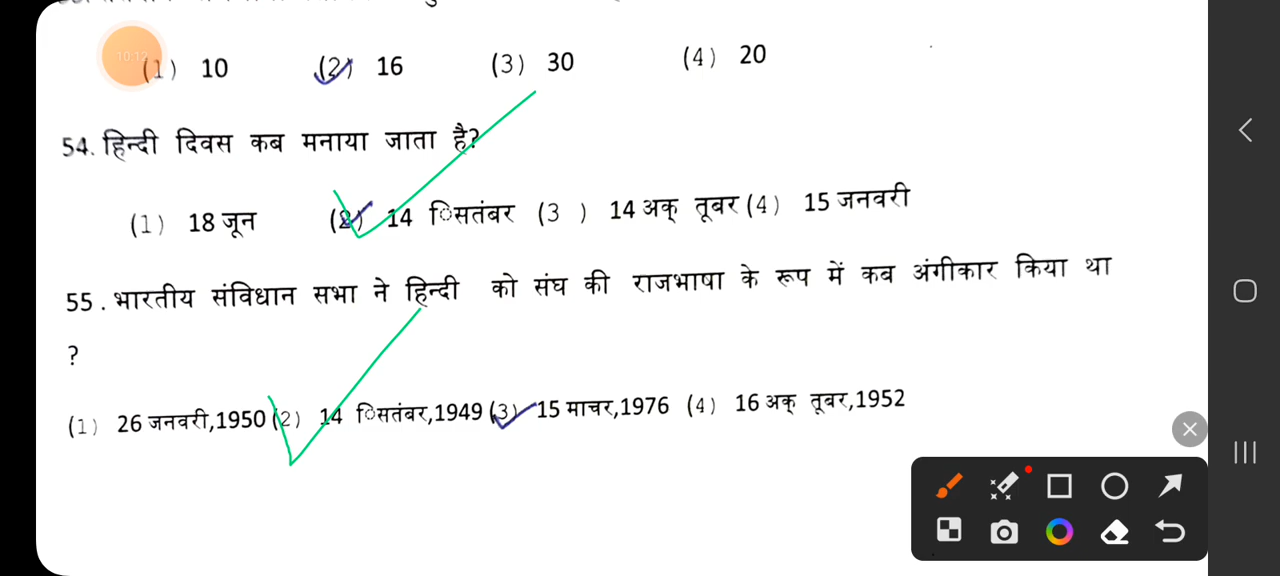 10:12
(1) 10 (2) 16 (3) 30 (4) 20
54. हिन्दी दिवस कब मनाया जाता है?
(1) 18 जून (2) 14 िसतंबर (3 ) 14 अक् तूबर (4) 15 जनवरी
55 . भारतीय संविधान सभा ने हिन्दी को संघ की राजभाषा के रूप में कब अंगीकार किया था
?
(1) 26 जनवरी,1950 (2) 14 िसतंबर,1949 (3) 15 माचर,1976 (4) 16 अक् तूबर,1952